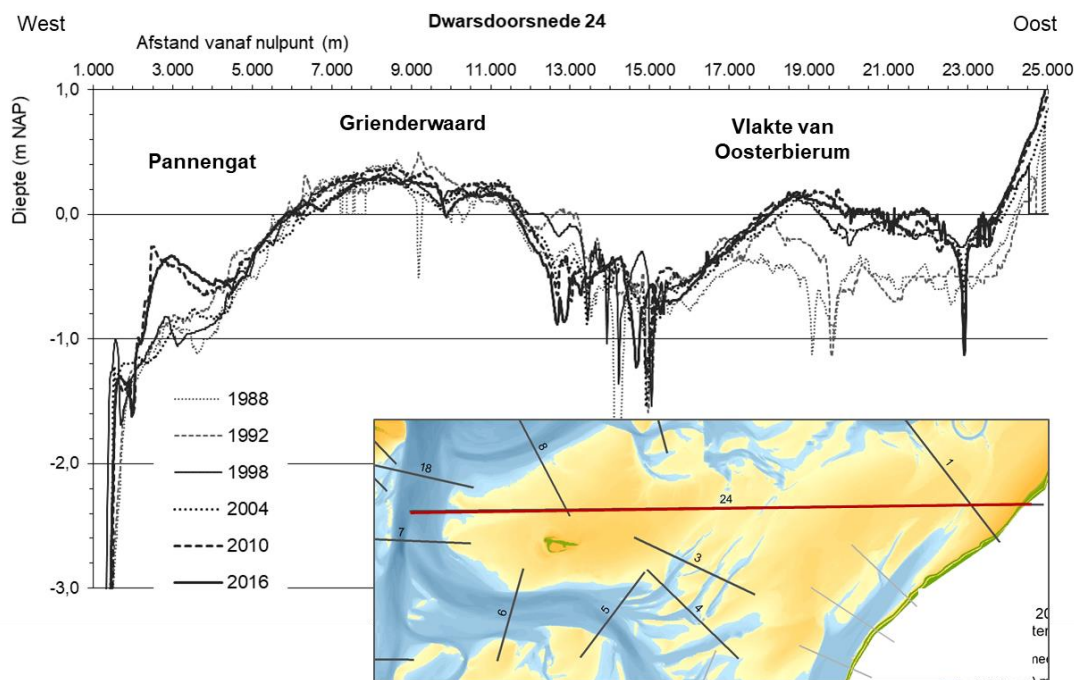 West
Dwarsdoorsnede 24
Oost
Afstand vanaf nulpunt (m)
1.000 3.000 5.000 7.000 9.000 11.000 13.000 15.000 17.000 19.000 21.000 23.000 25.000
1,0
0,0
-1,0
-2,0
-3,0
Diepte (m NAP)
Pannengat
Grienderwaard
Vlakte van
Oosterbierum
1988
1992
1998
2004
2010
2016
18
8
1
24
7
3
6
5
4
20
ter
nee